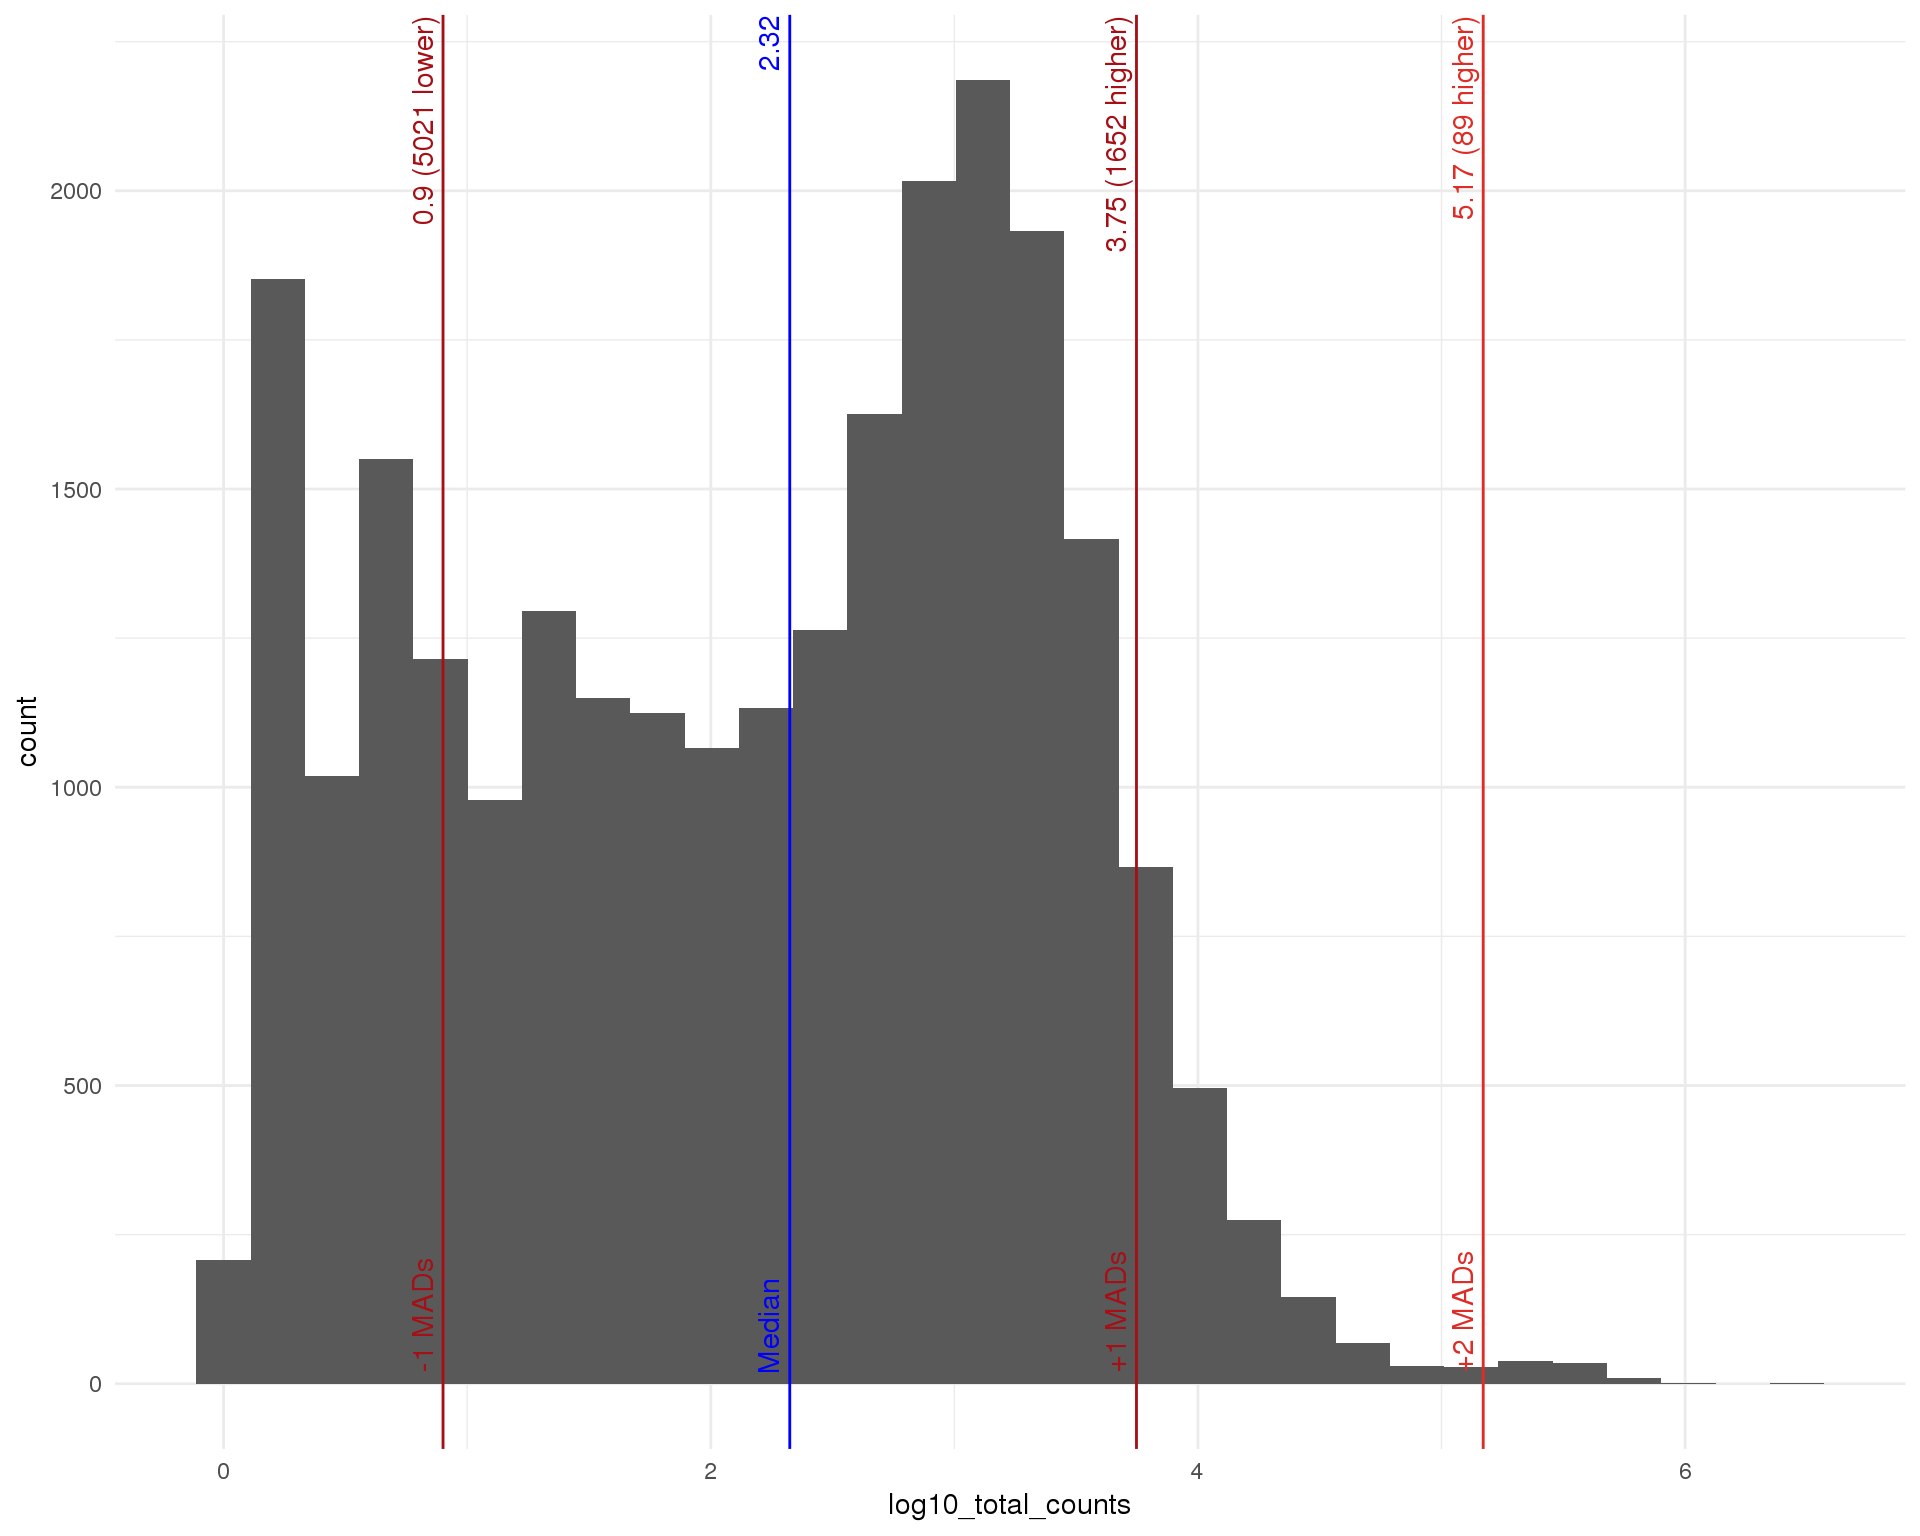 0.9 (5021 lower)
2.32
3.75 (1652 higher)
5.17 (89 higher)
2000
1500
1000
500
0
count
-1 MADs
Median
+1 MADs
+2 MADs
0
2
4
6
log10_total_counts